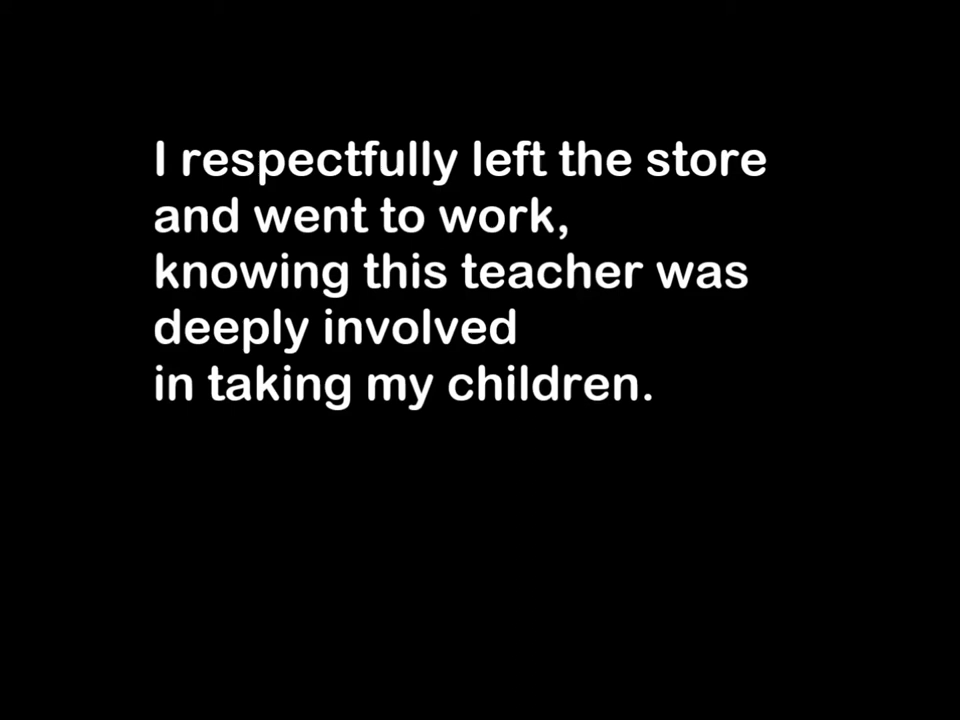 I respectfully left the store
and went to work,
knowing this teacher was
deeply involved
in taking my children.